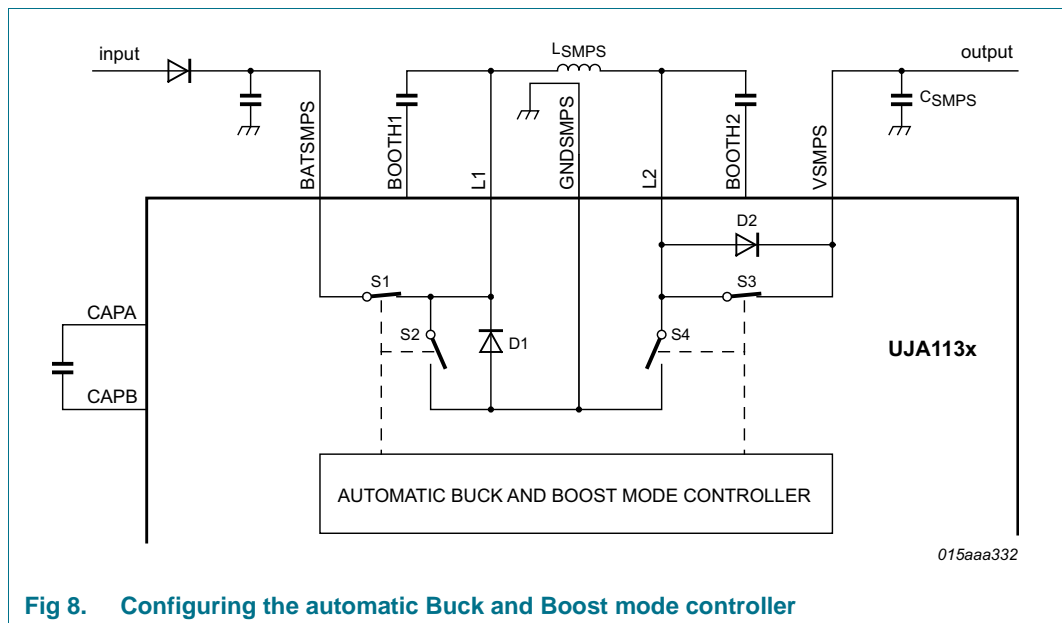 input
LSMPS
output
CSMPS
BATSMPS
BOOTH1
L1
GNDSMPS
L2
BOOTH2
VSMPS
D2
S1
S3
CAPA
S2
D1
S4
UJA113x
CAPB
AUTOMATIC BUCK AND BOOST MODE CONTROLLER
015aaa332
Fig 8. Configuring the automatic Buck and Boost mode controller